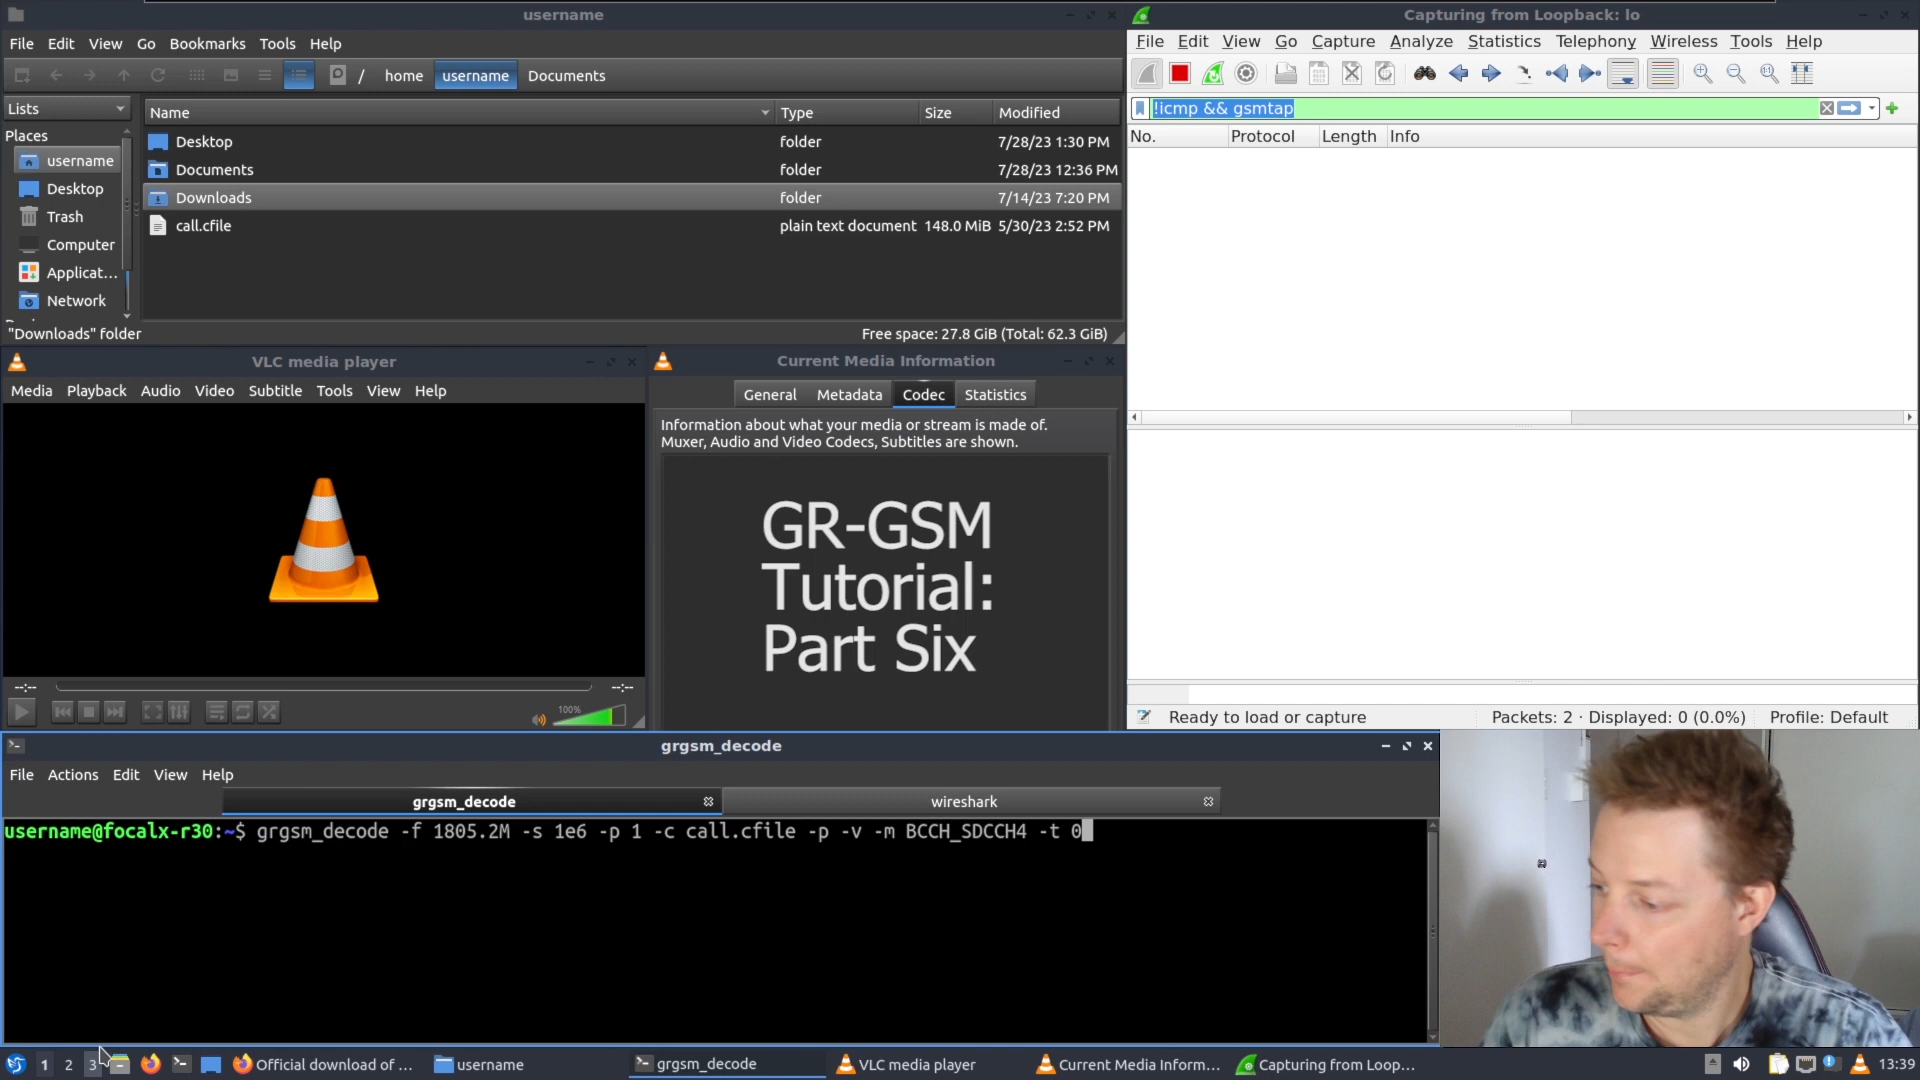 username
File Edit View Go Bookmarks Tools Help
/ home username Documents
Lists
Name Type Size Modified
Places
username
Desktop
Trash
Computer
Applicat...
Network
Desktop folder 7/28/23 1:30 PM
Documents folder 7/28/23 12:36 PM
Downloads folder 7/14/23 7:20 PM
call.cfile plain text document 148.0 MiB 5/30/23 2:52 PM
"Downloads" folder Free space: 27.8 GiB (Total: 62.3 GiB)
Capturing from Loopback: lo
File Edit View Go Capture Analyze Statistics Telephony Wireless Tools Help
!icmp && gsmtap
No. Protocol Length Info
Ready to load or capture Packets: 2 · Displayed: 0 (0.0%) Profile: Default
VLC media player
Media Playback Audio Video Subtitle Tools View Help
--:-- --:--
100%
Current Media Information
General Metadata Codec Statistics
Information about what your media or stream is made of.
Muxer, Audio and Video Codecs, Subtitles are shown.
GR-GSM
Tutorial:
Part Six
grgsm_decode
File Actions Edit View Help
grgsm_decode wireshark
username@focalx-r30:~$ grgsm_decode -f 1805.2M -s 1e6 -p 1 -c call.cfile -p -v -m BCCH_SDCCH4 -t 0
1 2 3 Official download of ... username grgsm_decode VLC media player Current Media Inform... Capturing from Loop... 13:39